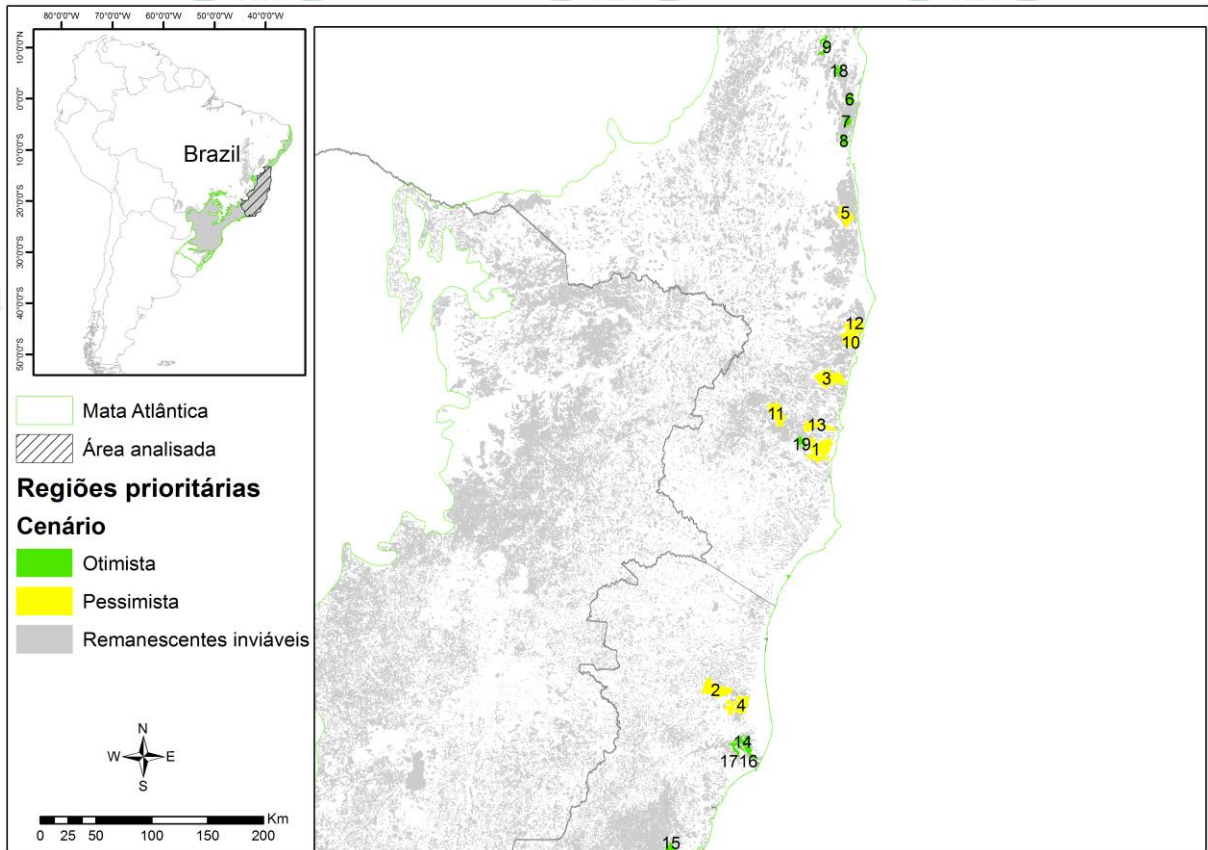 80°0'0"W 70°0'0"W 60°0'0"W 50°0'0"W 40°0'0"W
10°0'0"N
0°0'0"
10°0'0"S
20°0'0"S
30°0'0"S
40°0'0"S
50°0'0"S
Brazil
Mata Atlântica
Área analisada
Regiões prioritárias
Cenário
Otimista
Pessimista
Remanescentes inviáveis
N
W E
S
Km
0 25 50 100 150 200
9
18
6
7
8
5
12
10
3
11
13
19
1
2
4
14
17 16
15